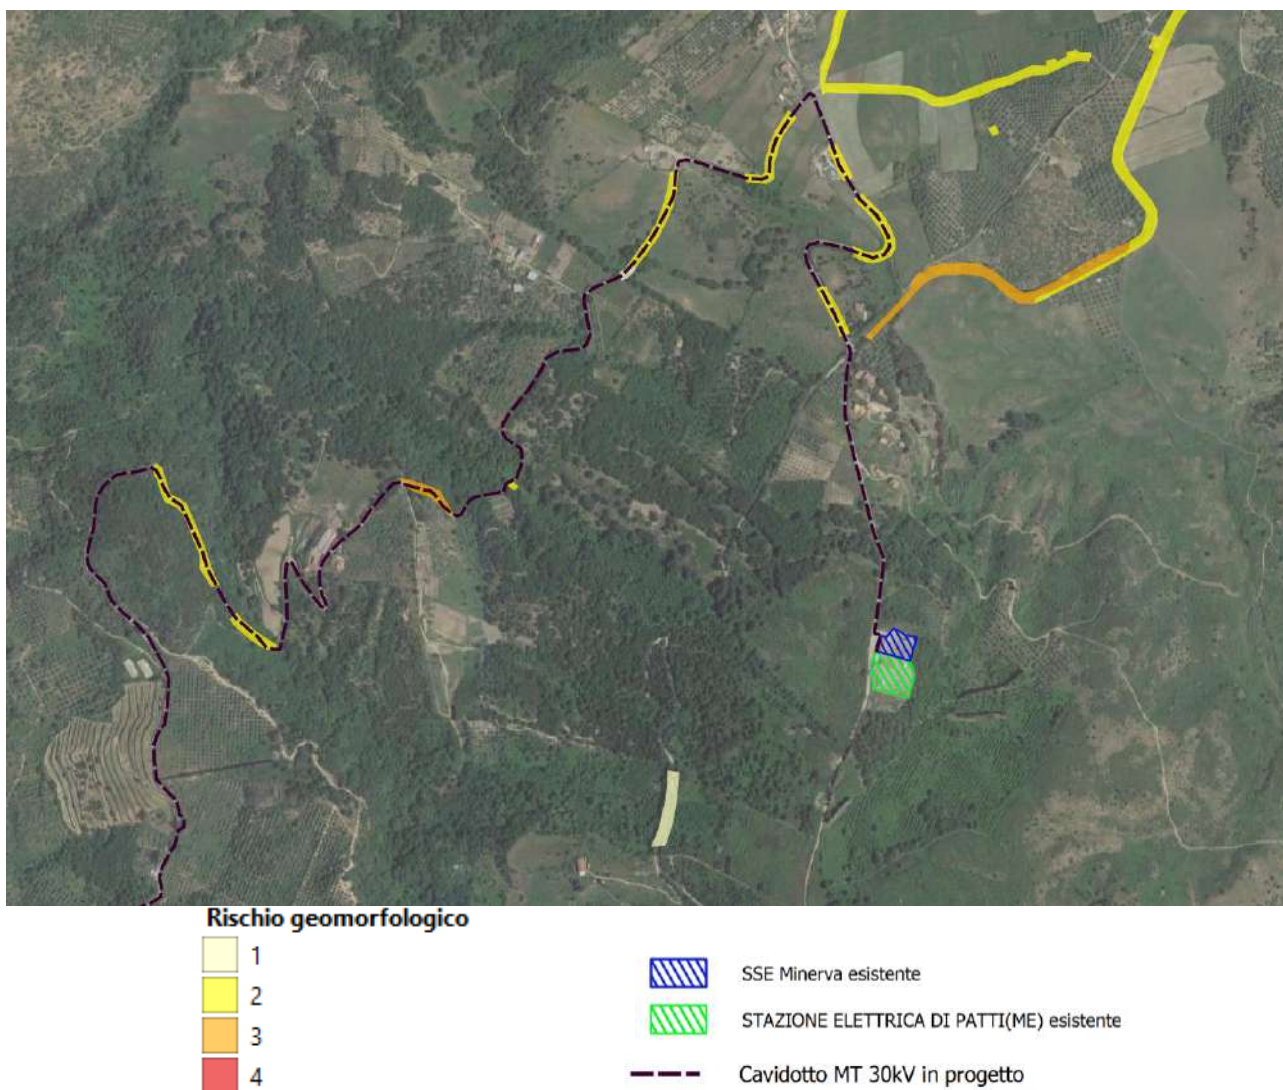 Rischio geomorfologico
1
2
3
4
SSE Minerva esistente
STAZIONE ELETTRICA DI PATTI(ME) esistente
Cavidotto MT 30kV in progetto